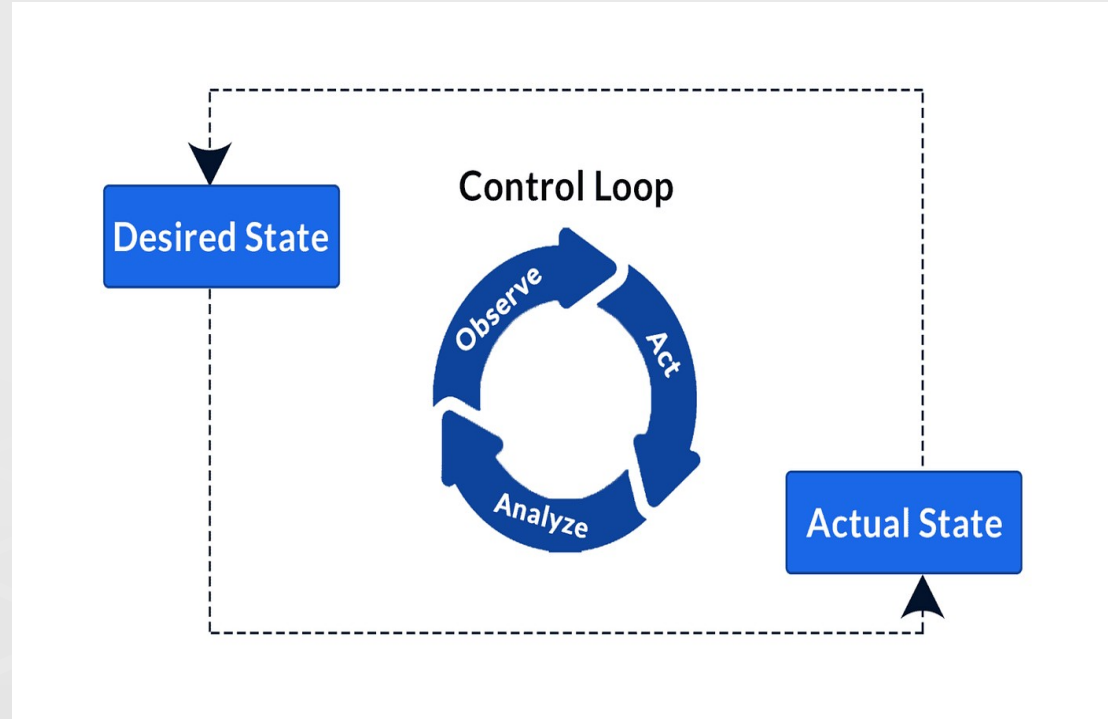 Control Loop
Desired State
Observe
Act
Analyze
Actual State